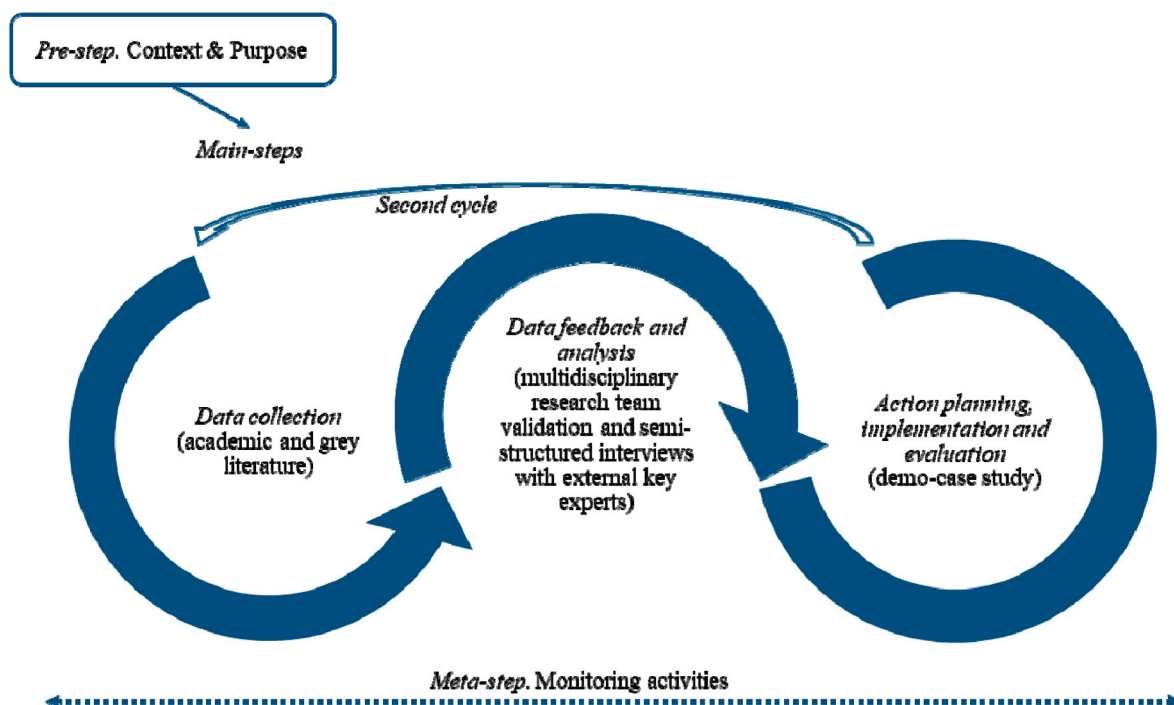 Pre-step. Context & Purpose
Main-steps
Second cycle
Data collection
(academic and grey
literature)
Data feedback and
analysis
(multidisciplinary
research team
validation and semi-
structured interviews
with external key
experts)
Action planning,
implementation and
evaluation
(demo-case study)
Meta-step. Monitoring activities